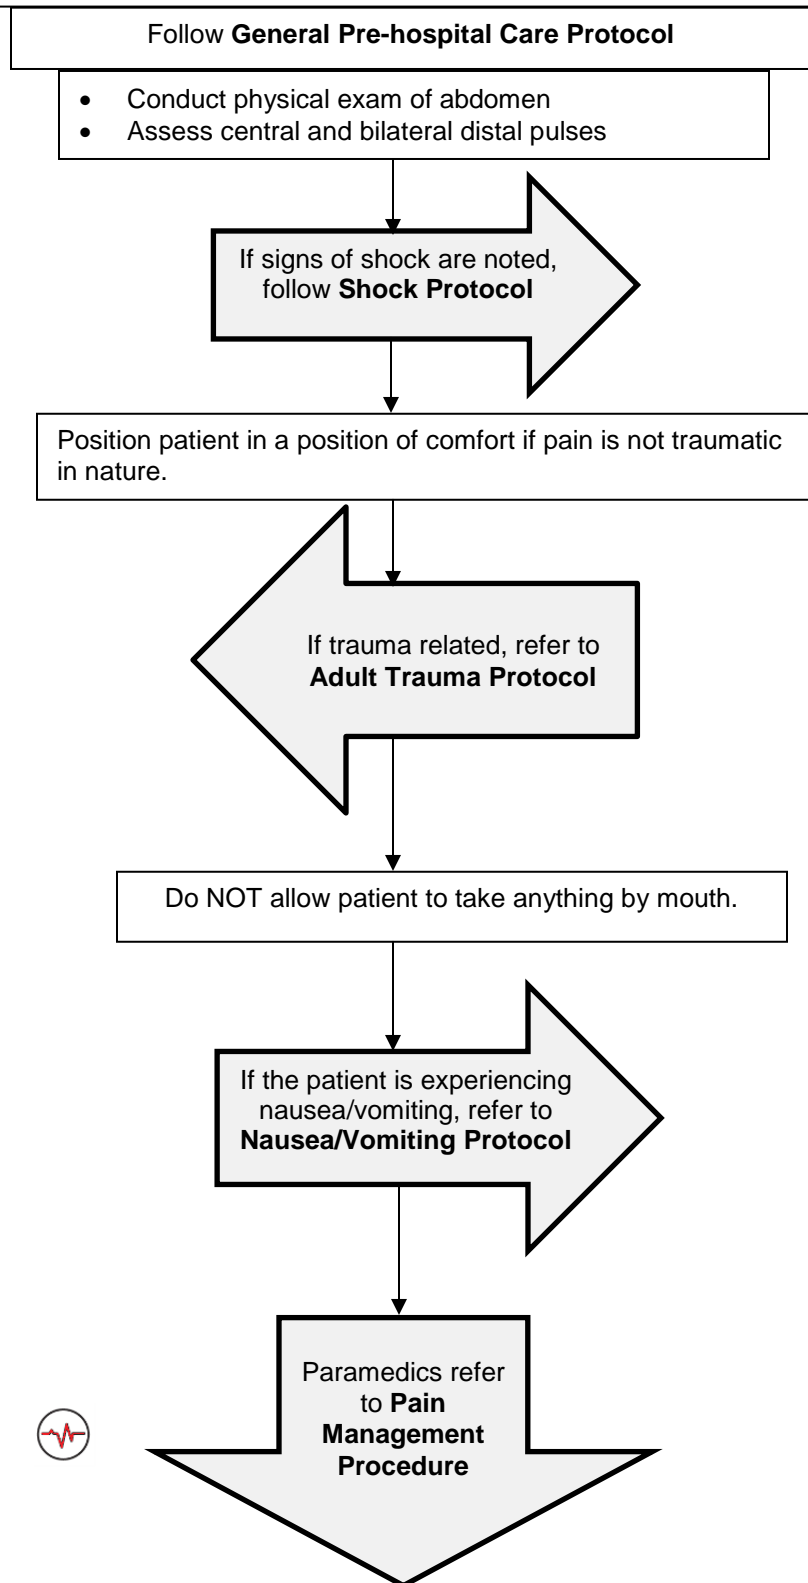 Follow General Pre-hospital Care Protocol
• Conduct physical exam of abdomen
• Assess central and bilateral distal pulses
If signs of shock are noted,
follow Shock Protocol
Position patient in a position of comfort if pain is not traumatic
in nature.
If trauma related, refer to
Adult Trauma Protocol
Do NOT allow patient to take anything by mouth.
If the patient is experiencing
nausea/vomiting, refer to
Nausea/Vomiting Protocol
Paramedics refer
to Pain
Management
Procedure